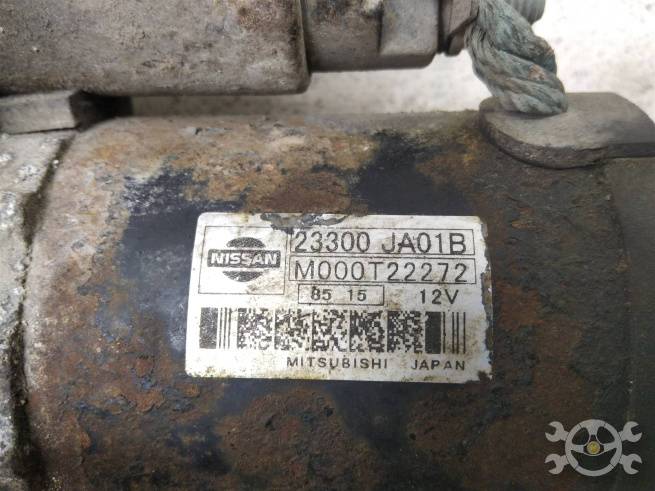 NISSAN
23300 JA01B
M000T22272
85 15 12V
MITSUBISHI JAPAN